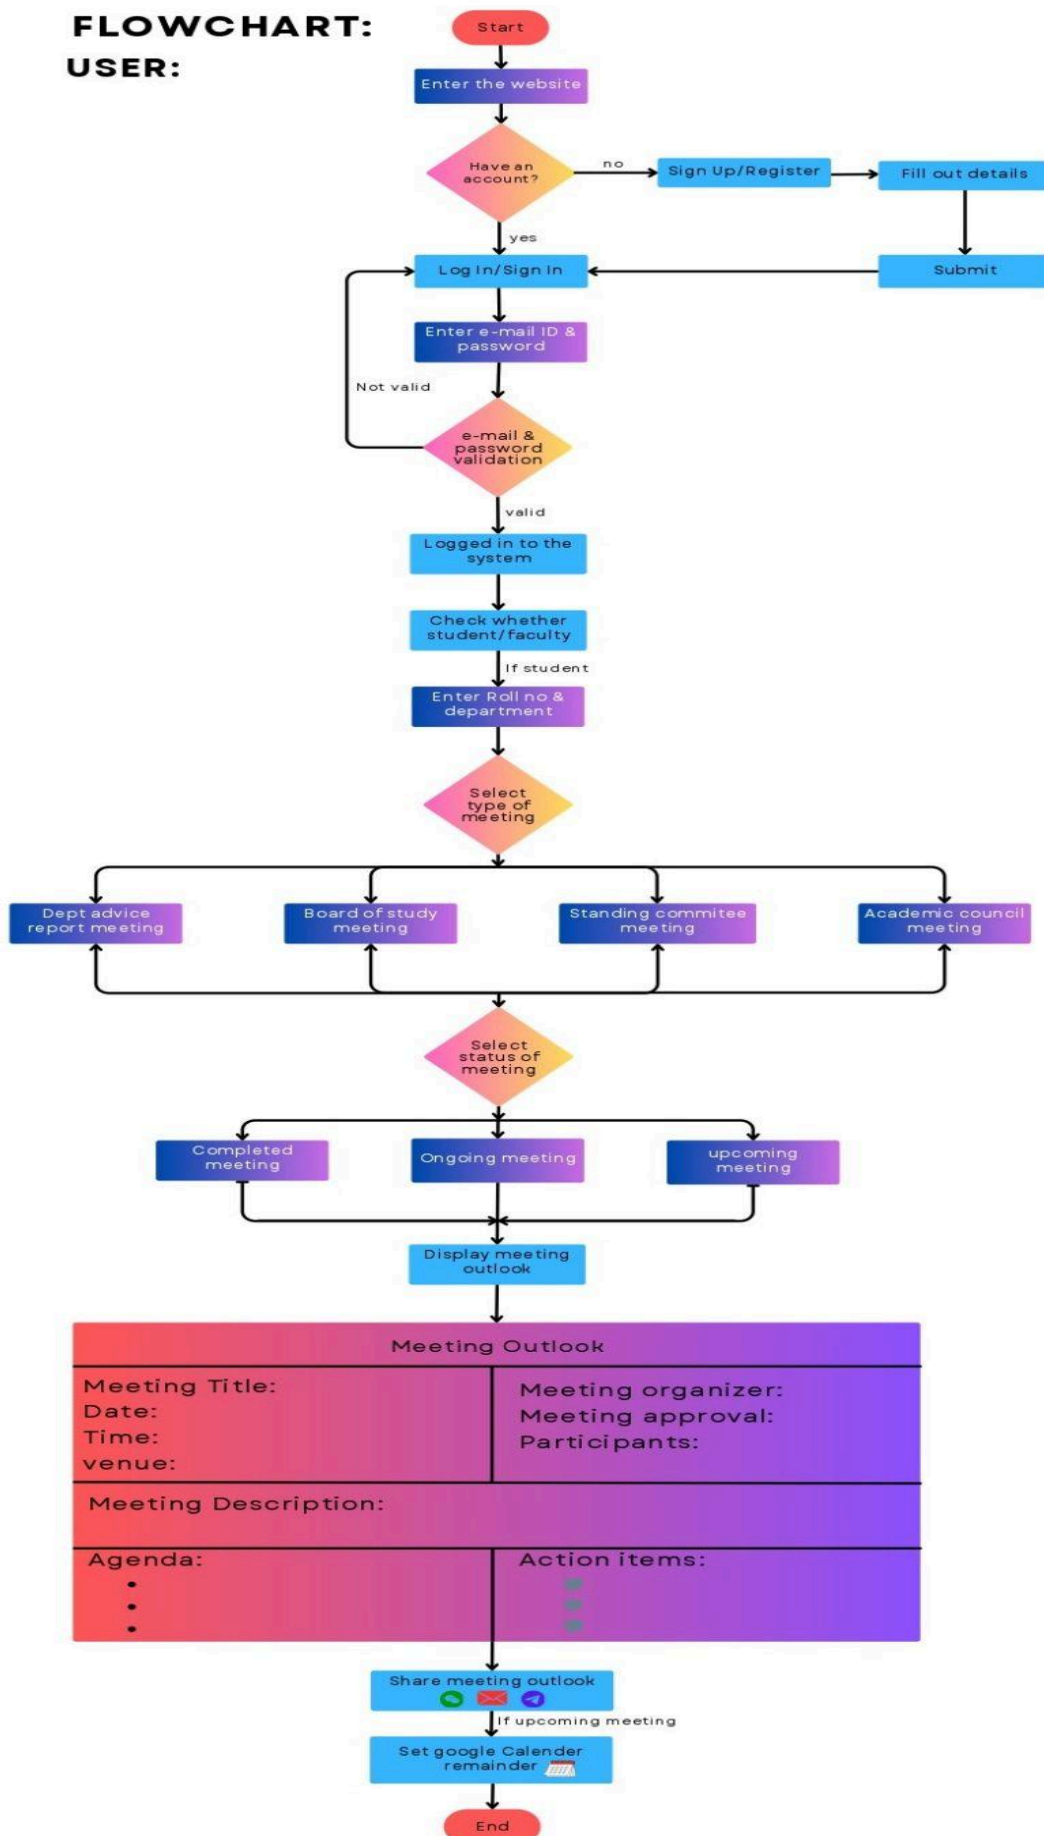 FLOWCHART:
USER:
Start
Enter the website
Have an
account?
no
Sign Up/Register
Fill out details
yes
Log In/Sign In
Submit
Enter e-mail ID &
password
Not valid
e-mail &
password
validation
valid
Logged in to the
system
Check whether
student/faculty
If student
Enter Roll no &
department
Select
type of
meeting
Dept advice
report meeting
Board of study
meeting
Standing commitee
meeting
Academic council
meeting
Select
status of
meeting
Completed
meeting
Ongoing meeting
upcoming
meeting
Display meeting
outlook
Meeting Outlook
Meeting Title:
Date:
Time:
venue:
Meeting organizer:
Meeting approval:
Participants:
Meeting Description:
Agenda:
Action items:
Share meeting outlook
If upcoming meeting
Set google Calender
remainder
End